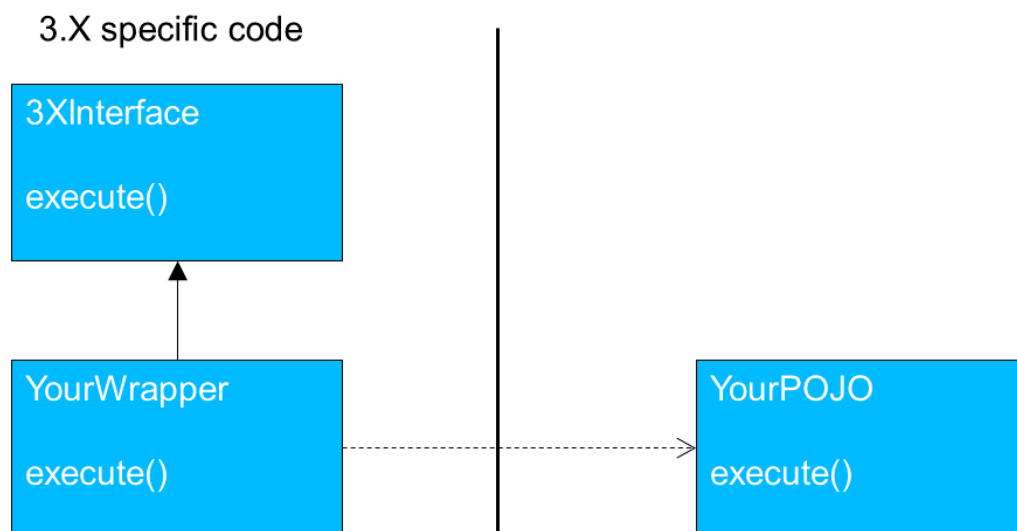 3.X specific code
3XInterface
execute()
YourWrapper
execute()
YourPOJO
execute()